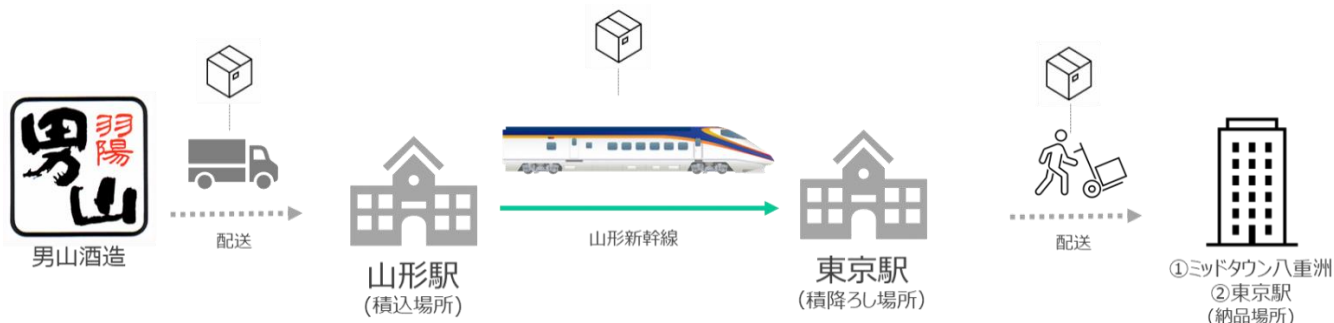 羽陽
男山
男山酒造
配送
山形駅
(積込場所)
山形新幹線
東京駅
(積降ろし場所)
配送
①ミッドタウン八重洲
②東京駅
(納品場所)